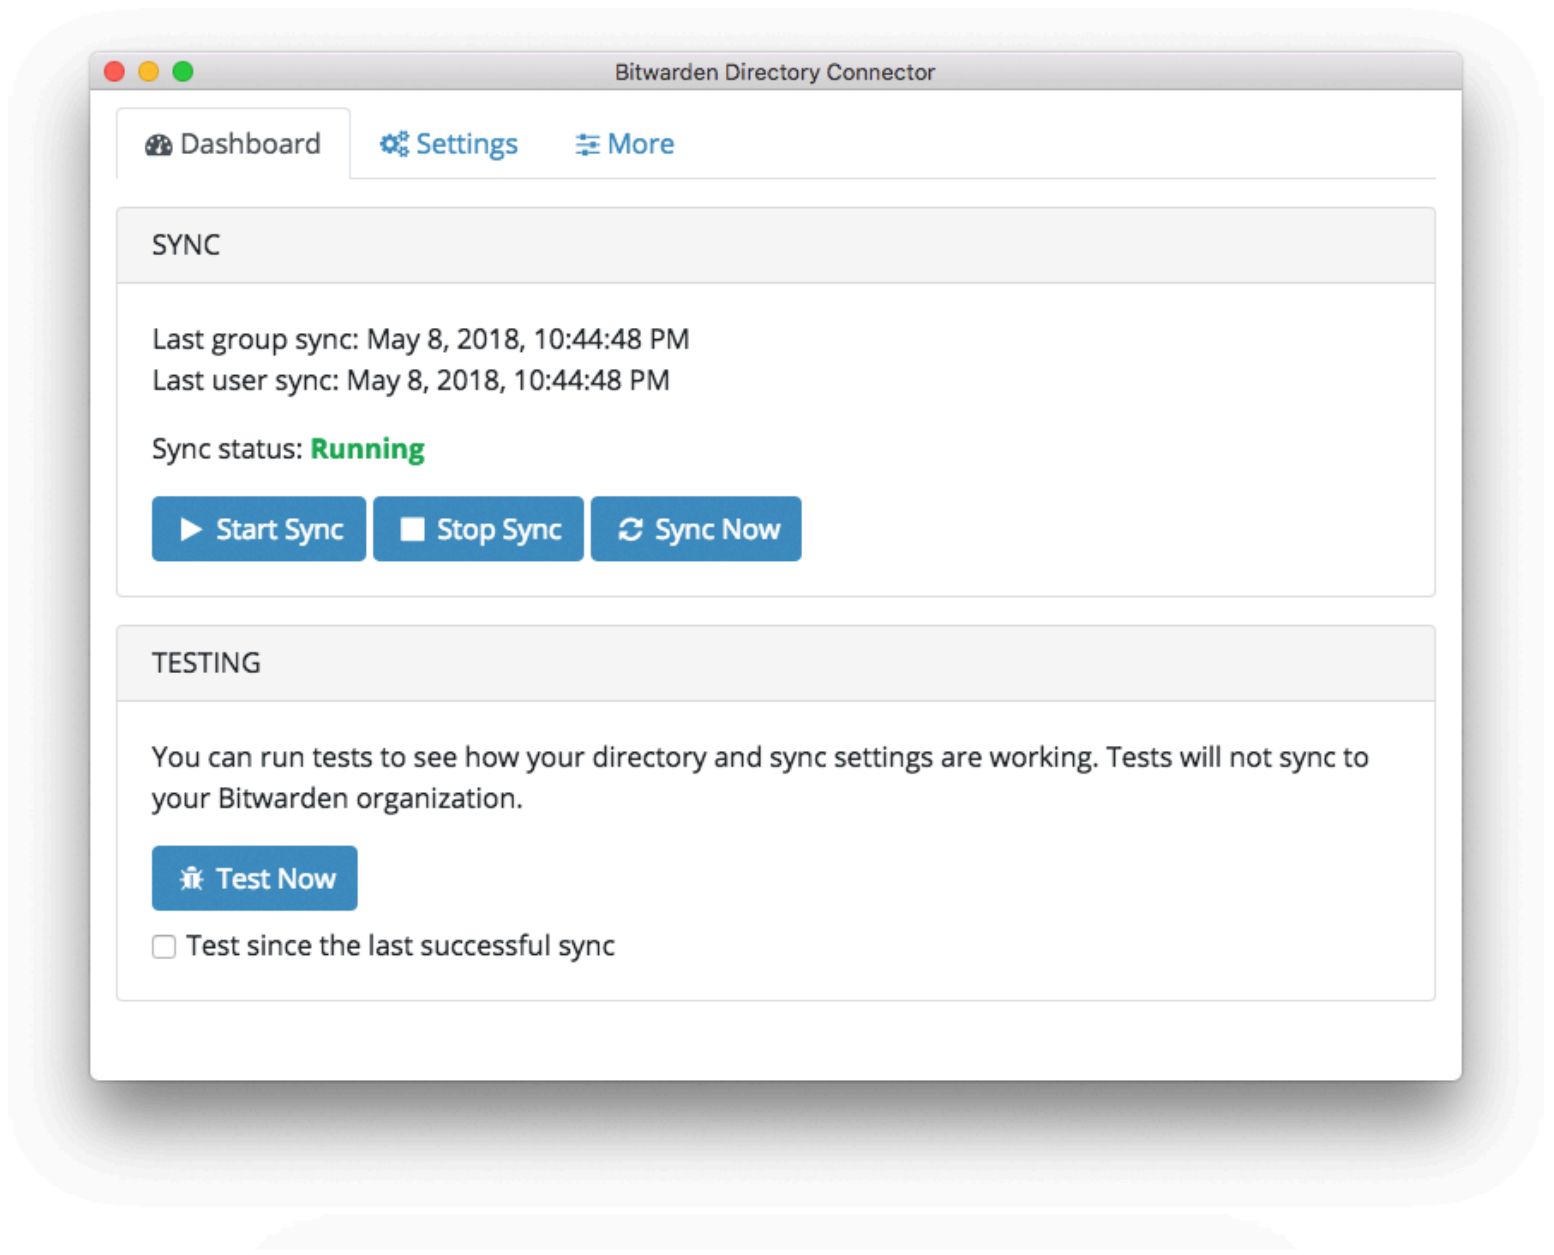 Bitwarden Directory Connector
Dashboard Settings More
SYNC
Last group sync: May 8, 2018, 10:44:48 PM
Last user sync: May 8, 2018, 10:44:48 PM
Sync status: Running
Start Sync Stop Sync Sync Now
TESTING
You can run tests to see how your directory and sync settings are working. Tests will not sync to
your Bitwarden organization.
Test Now
Test since the last successful sync